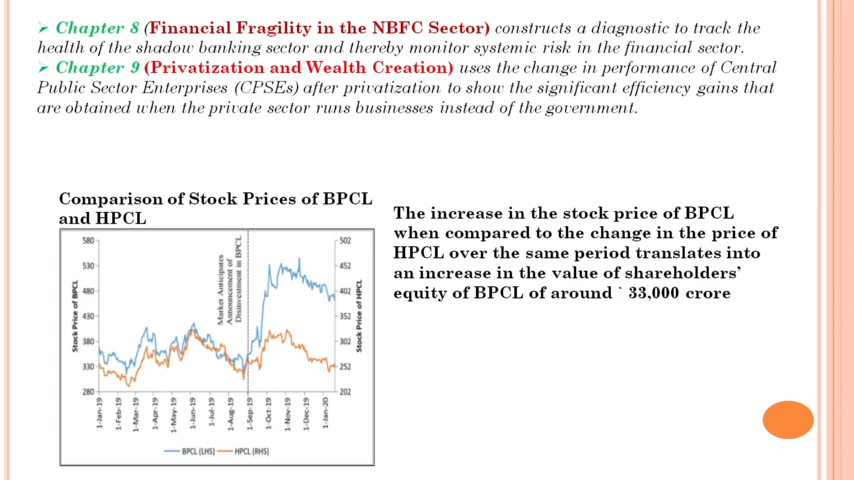 ➢ Chapter 8 (Financial Fragility in the NBFC Sector) constructs a diagnostic to track the
health of the shadow banking sector and thereby monitor systemic risk in the financial sector.
➢ Chapter 9 (Privatization and Wealth Creation) uses the change in performance of Central
Public Sector Enterprises (CPSEs) after privatization to show the significant efficiency gains that
are obtained when the private sector runs businesses instead of the government.
Comparison of Stock Prices of BPCL
and HPCL
The increase in the stock price of BPCL
when compared to the change in the price of
HPCL over the same period translates into
an increase in the value of shareholders’
equity of BPCL of around ` 33,000 crore
Stock Price of BPCL
580
530
480
430
380
330
280
Market Anticipates
Announcement of
Disinvestment in BPCL
502
452
402
352
302
252
202
Stock Price of HPCL
1-Jan-19
1-Feb-19
1-Mar-19
1-Apr-19
1-May-19
1-Jun-19
1-Jul-19
1-Aug-19
1-Sep-19
1-Oct-19
1-Nov-19
1-Dec-19
1-Jan-20
BPCL (LHS)
HPCL (RHS)